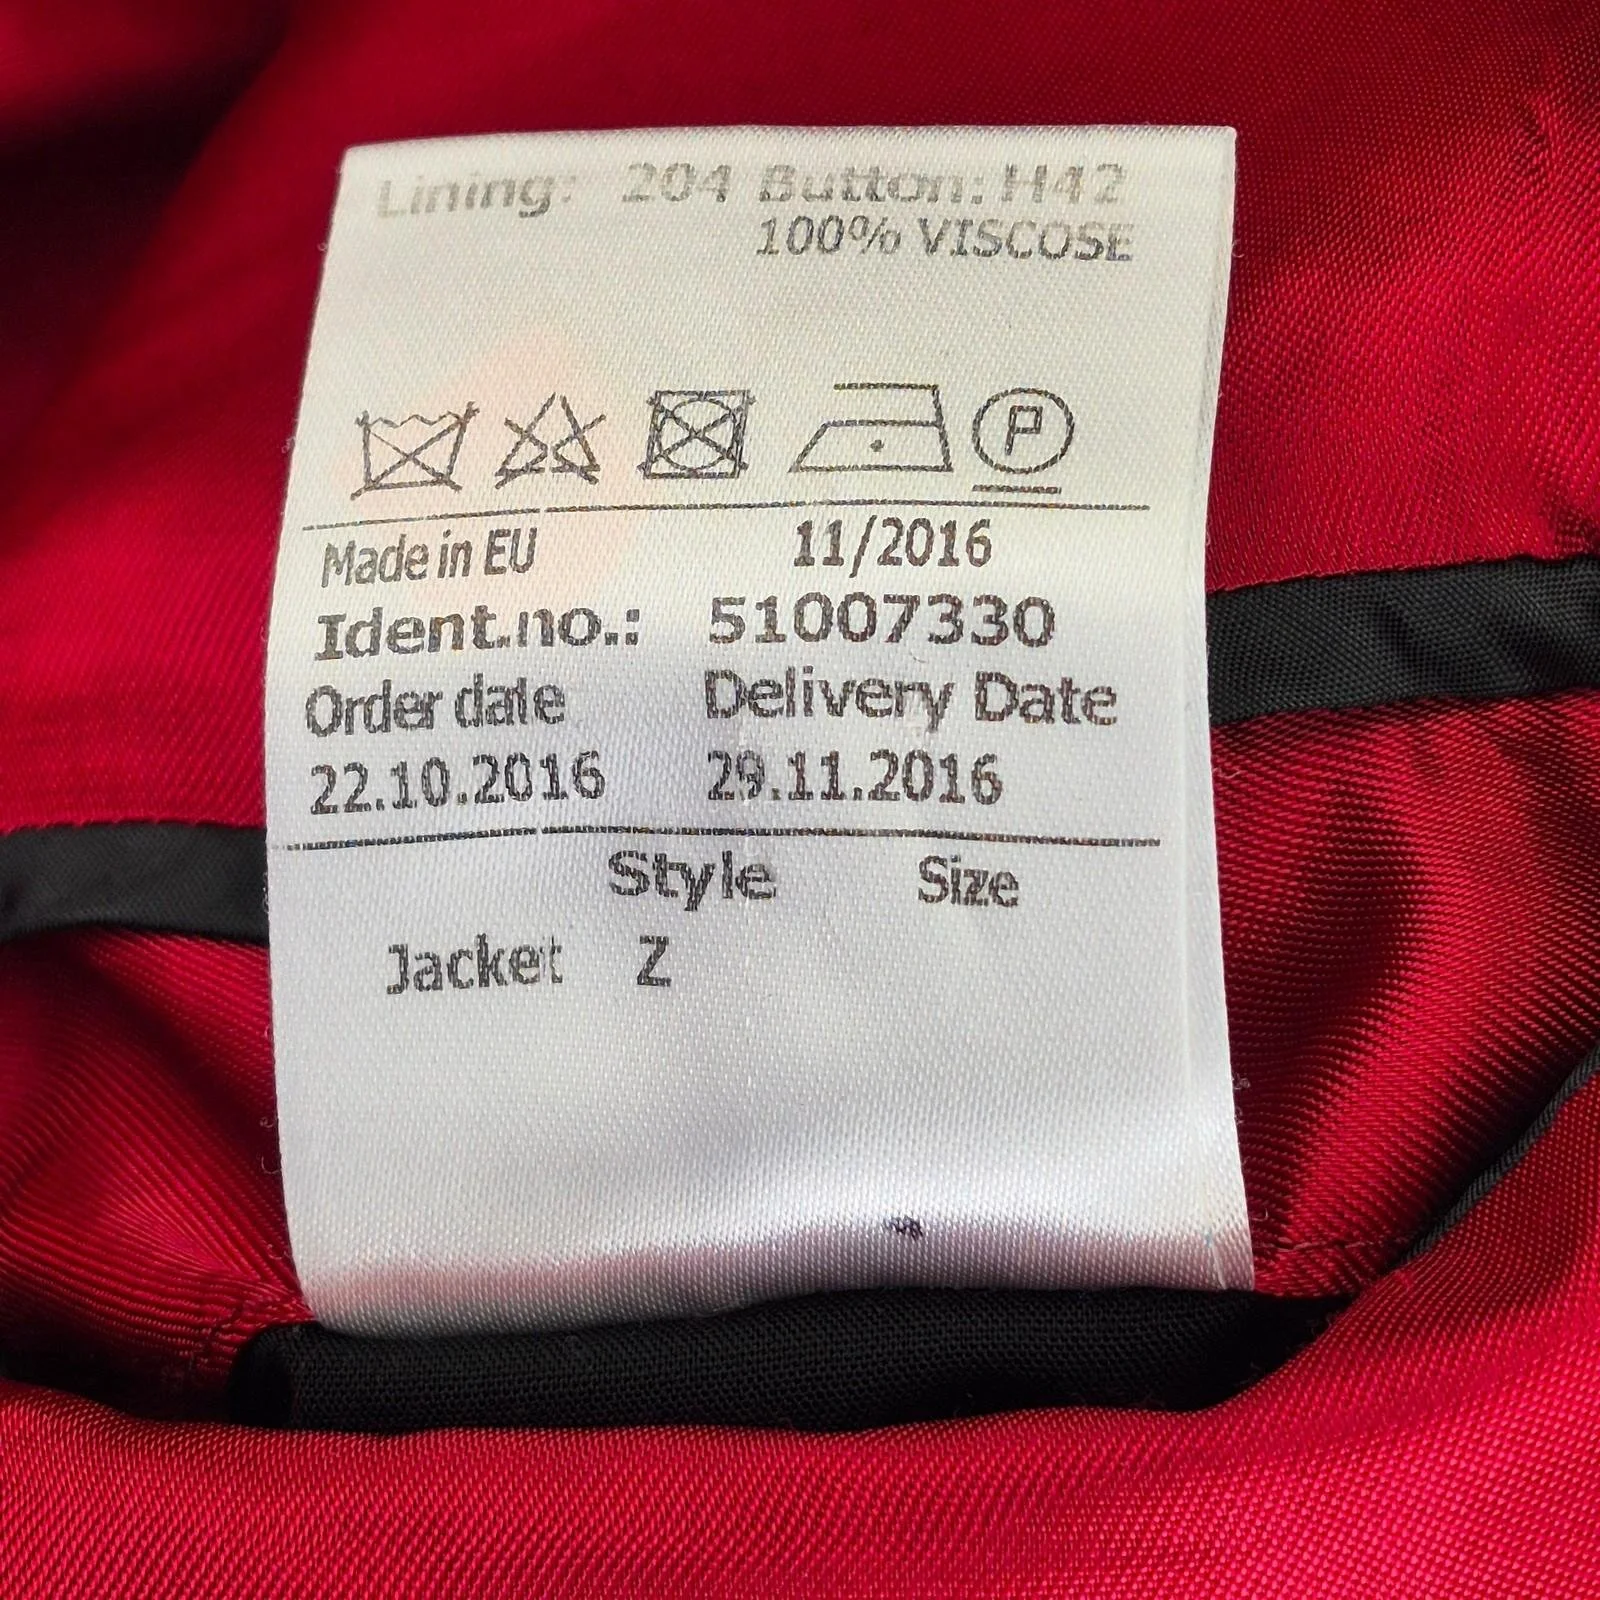 Lining: 204 Button: H42
100% VISCOSE
P
Made in EU 11/2016
Ident.no.: 51007330
Order date Delivery Date
22.10.2016 29.11.2016
Style Size
Jacket Z